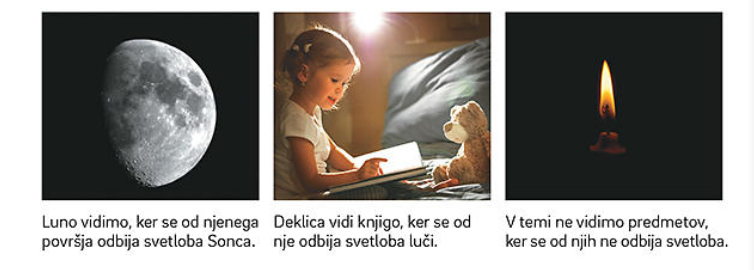 Luno vidimo, ker se od njenega
površja odbija svetloba Sonca.
Deklica vidi knjigo, ker se od
nje odbija svetloba luči.
V temi ne vidimo predmetov,
ker se od njih ne odbija svetloba.